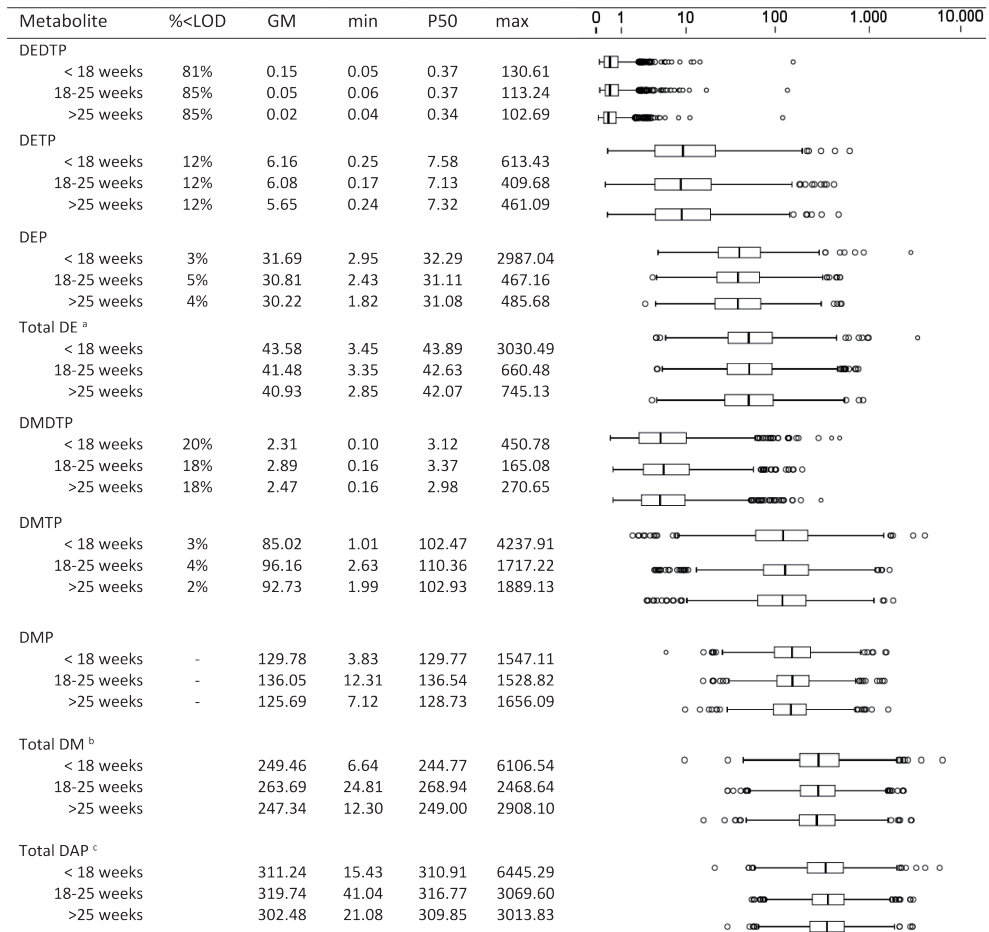 Metabolite %<LOD GM min P50 max 0 1 10 100 1.000 10.000
DEDTP
< 18 weeks 81% 0.15 0.05 0.37 130.61
18-25 weeks 85% 0.05 0.06 0.37 113.24
>25 weeks 85% 0.02 0.04 0.34 102.69
DETP
< 18 weeks 12% 6.16 0.25 7.58 613.43
18-25 weeks 12% 6.08 0.17 7.13 409.68
>25 weeks 12% 5.65 0.24 7.32 461.09
DEP
< 18 weeks 3% 31.69 2.95 32.29 2987.04
18-25 weeks 5% 30.81 2.43 31.11 467.16
>25 weeks 4% 30.22 1.82 31.08 485.68
Total DE ᵃ
< 18 weeks 43.58 3.45 43.89 3030.49
18-25 weeks 41.48 3.35 42.63 660.48
>25 weeks 40.93 2.85 42.07 745.13
DMDTP
< 18 weeks 20% 2.31 0.10 3.12 450.78
18-25 weeks 18% 2.89 0.16 3.37 165.08
>25 weeks 18% 2.47 0.16 2.98 270.65
DMTP
< 18 weeks 3% 85.02 1.01 102.47 4237.91
18-25 weeks 4% 96.16 2.63 110.36 1717.22
>25 weeks 2% 92.73 1.99 102.93 1889.13
DMP
< 18 weeks - 129.78 3.83 129.77 1547.11
18-25 weeks - 136.05 12.31 136.54 1528.82
>25 weeks - 125.69 7.12 128.73 1656.09
Total DM ᵇ
< 18 weeks 249.46 6.64 244.77 6106.54
18-25 weeks 263.69 24.81 268.94 2468.64
>25 weeks 247.34 12.30 249.00 2908.10
Total DAP ᶜ
< 18 weeks 311.24 15.43 310.91 6445.29
18-25 weeks 319.74 41.04 316.77 3069.60
>25 weeks 302.48 21.08 309.85 3013.83